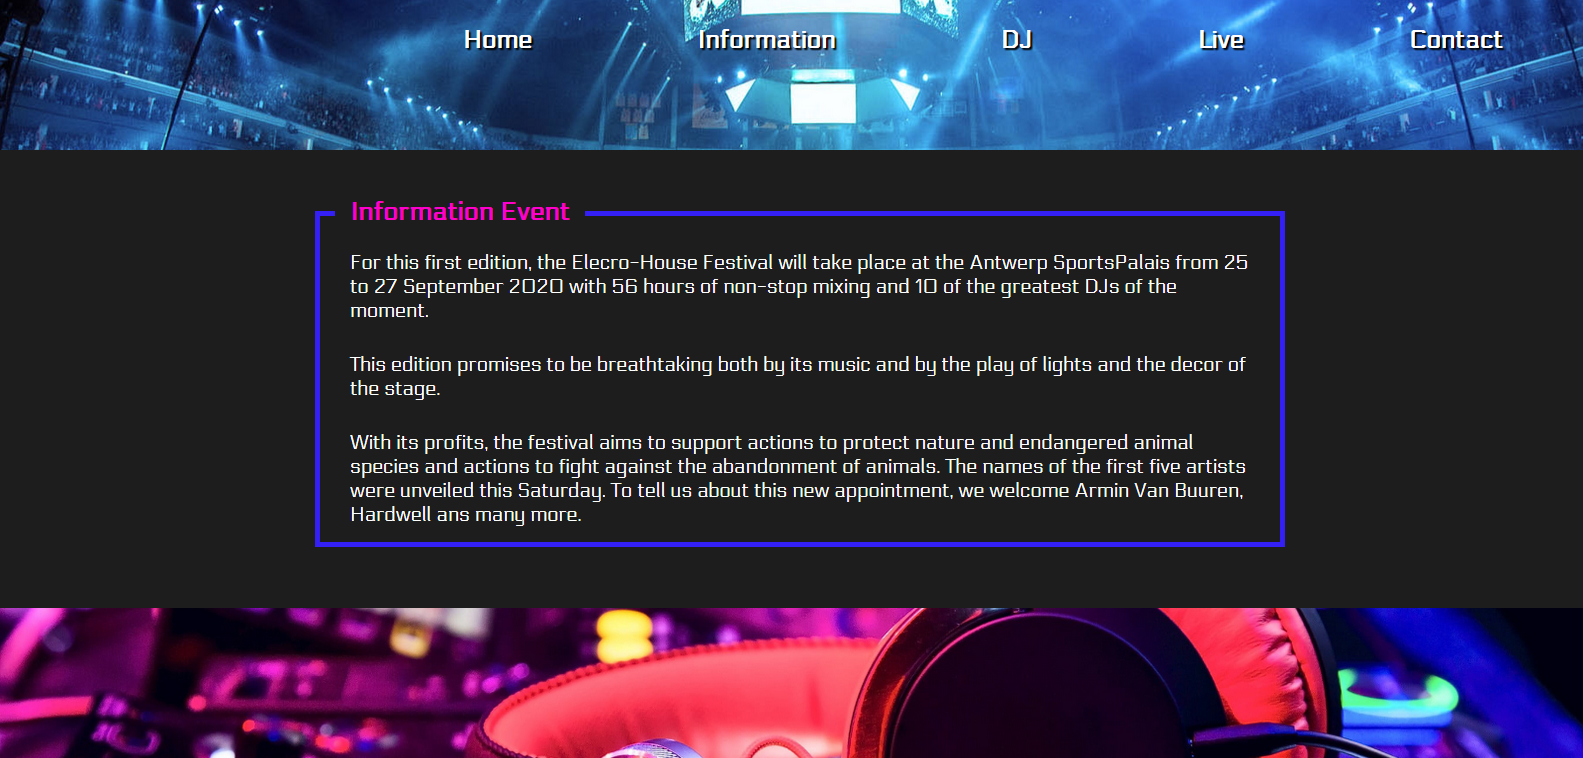 Home Information DJ Live Contact
Information Event
For this first edition, the Elecro-House Festival will take place at the Antwerp SportsPalais from 25
to 27 September 2020 with 56 hours of non-stop mixing and 10 of the greatest DJs of the
moment.
This edition promises to be breathtaking both by its music and by the play of lights and the decor of
the stage.
With its profits, the festival aims to support actions to protect nature and endangered animal
species and actions to fight against the abandonment of animals. The names of the first five artists
were unveiled this Saturday. To tell us about this new appointment, we welcome Armin Van Buuren,
Hardwell ans many more.